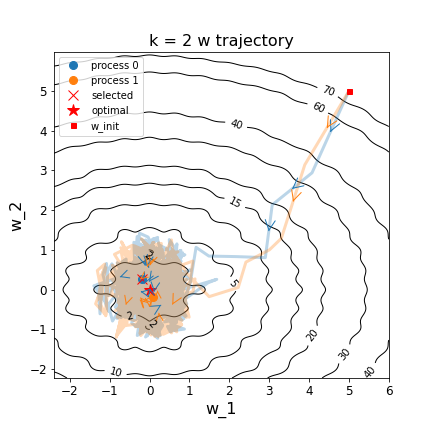 k = 2 w trajectory
process 0
process 1
selected
optimal
w_init
70
60
40
15
5
2
2
2
10
20
30
40
5
4
3
2
1
0
−1
−2
w_2
−2 −1 0 1 2 3 4 5 6
w_1